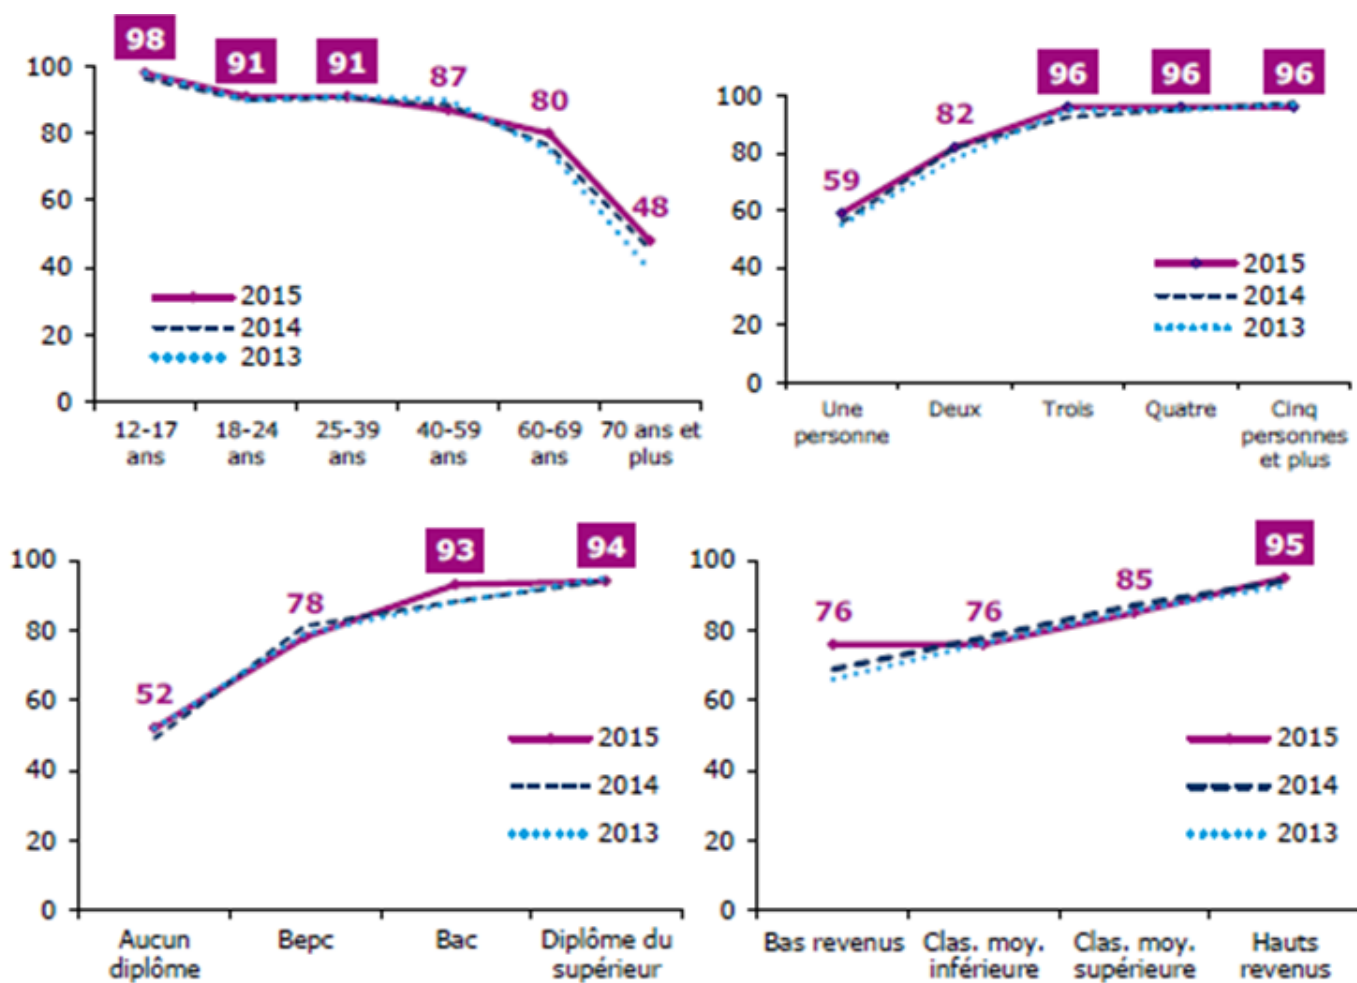 98
91
91
87
80
48
100
80
60
40
20
0
2015
2014
2013
12-17 ans
18-24 ans
25-39 ans
40-59 ans
60-69 ans
70 ans et plus
96
96
96
82
59
100
80
60
40
20
0
2015
2014
2013
Une personne
Deux
Trois
Quatre
Cinq personnes et plus
93
94
78
52
100
80
60
40
20
0
2015
2014
2013
Aucun diplôme
Bepc
Bac
Diplôme du supérieur
95
85
76
76
100
80
60
40
20
0
2015
2014
2013
Bas revenus
Clas. moy. inférieure
Clas. moy. supérieure
Hauts revenus